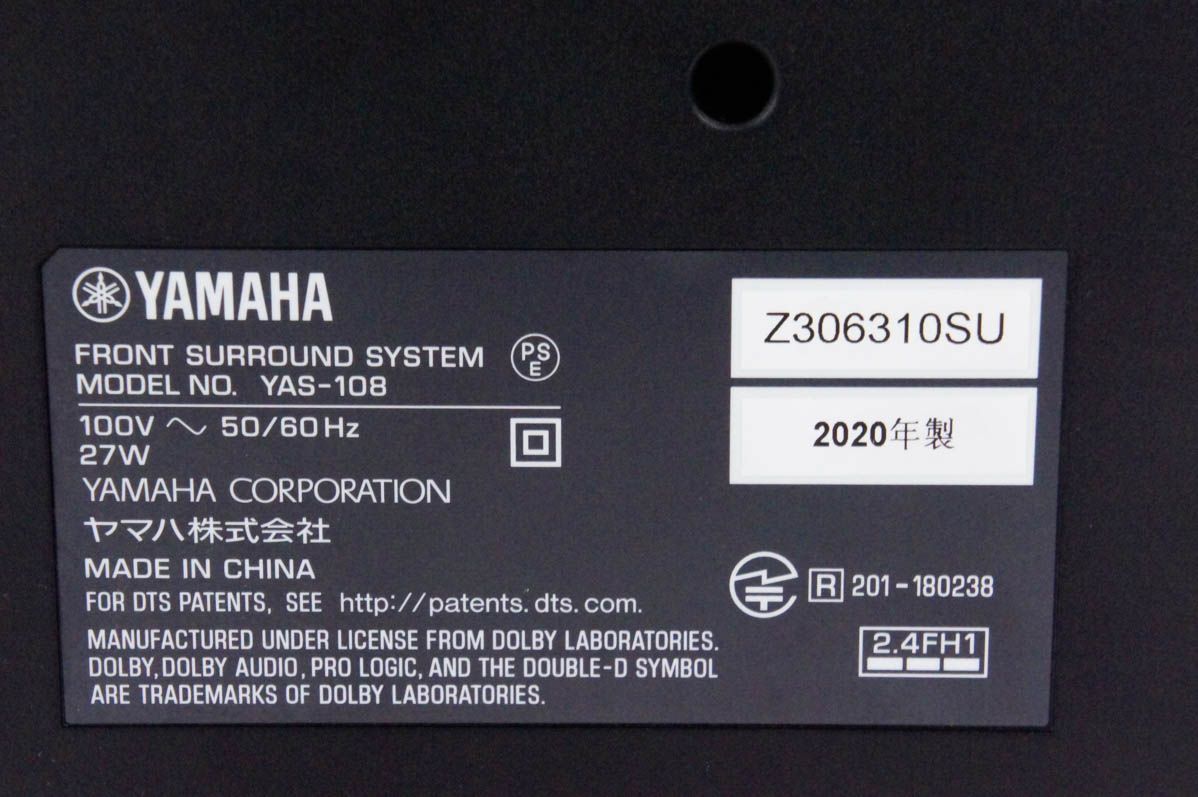 YAMAHA
FRONT SURROUND SYSTEM
MODEL NO. YAS-108
PS
E
100V ～ 50/60Hz
27W
YAMAHA CORPORATION
ヤマハ株式会社
MADE IN CHINA
FOR DTS PATENTS, SEE http://patents.dts.com.
MANUFACTURED UNDER LICENSE FROM DOLBY LABORATORIES.
DOLBY, DOLBY AUDIO, PRO LOGIC, AND THE DOUBLE-D SYMBOL
ARE TRADEMARKS OF DOLBY LABORATORIES.
Z306310SU
2020年製
R 201-180238
2.4FH1